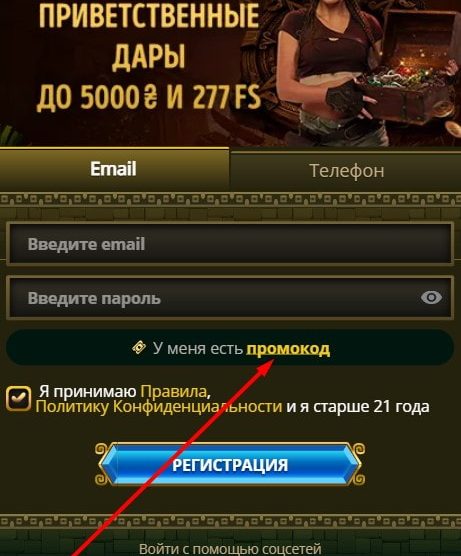 ПРИВЕТСТВЕННЫЕ
ДАРЫ
ДО 5000₴ И 277 FS
Email
Телефон
Введите email
Введите пароль
У меня есть промокод
Я принимаю Правила,
Политику Конфиденциальности и я старше 21 года
РЕГИСТРАЦИЯ
Войти с помощью соцсетей